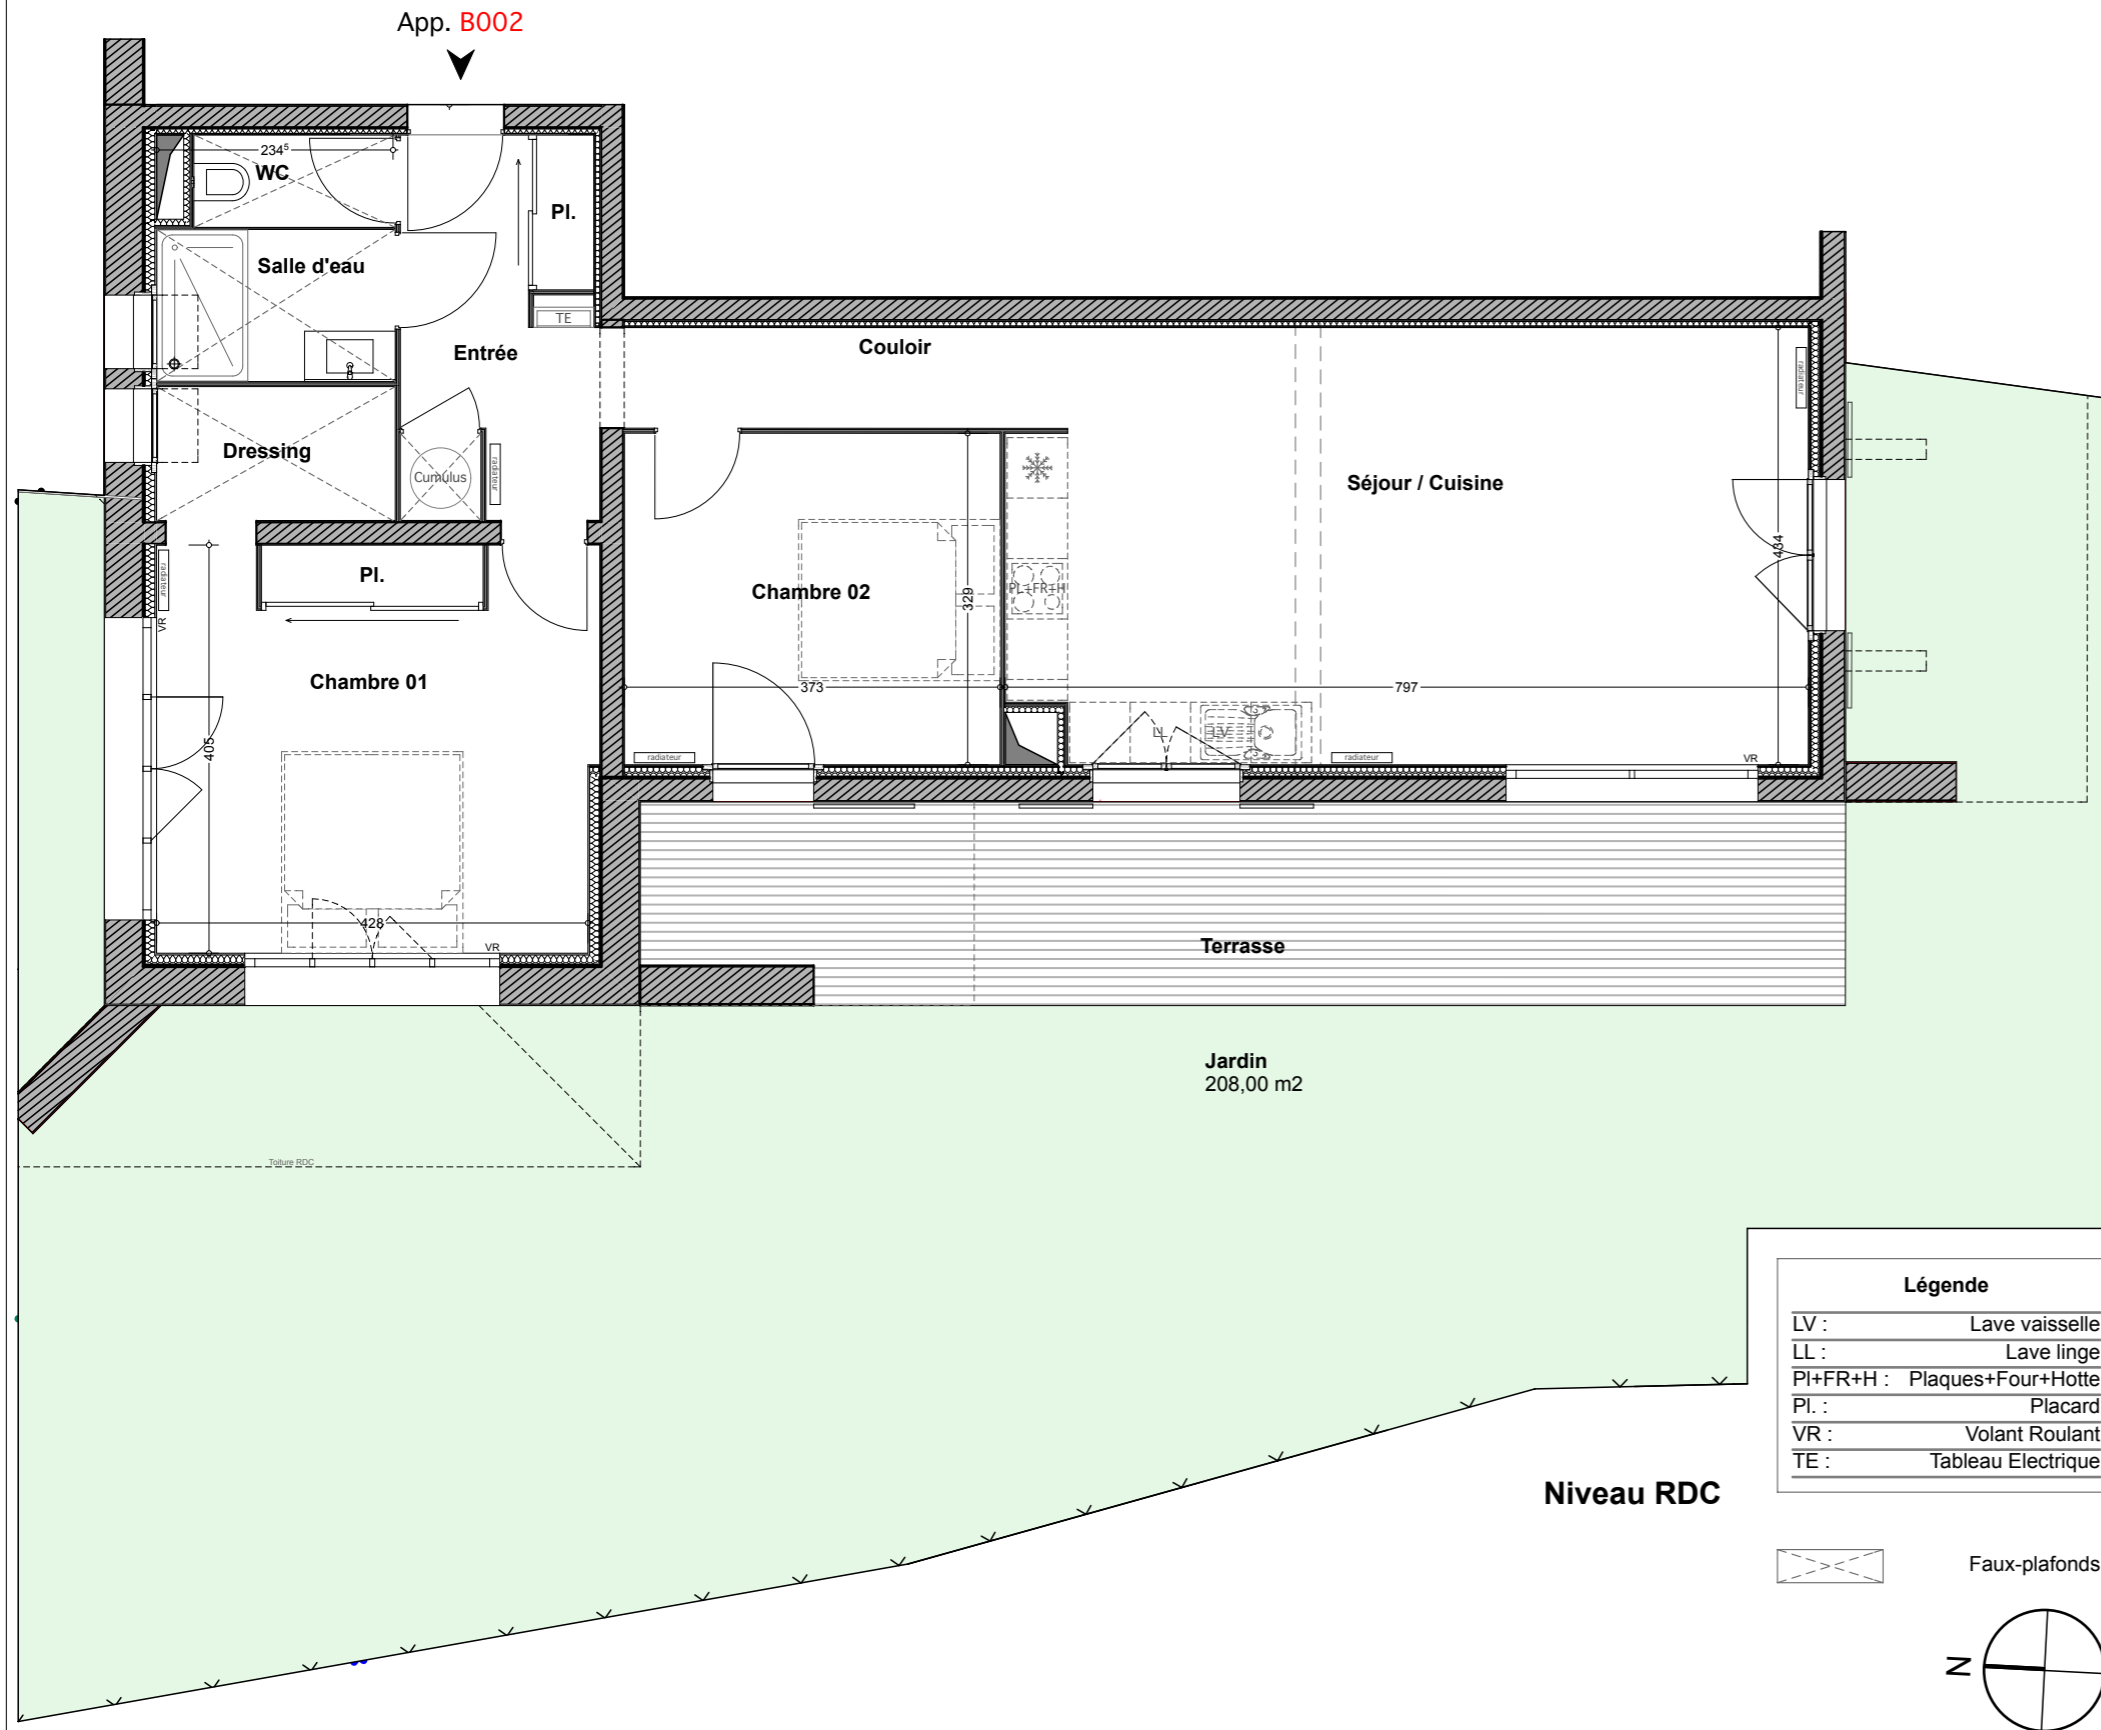 App. B002
234⁵
WC
Pl.
Salle d'eau
TE
Entrée
Couloir
radiateur
Dressing
Cumulus
radiateur
Séjour / Cuisine
434
radiateur
VR
Pl.
Chambre 02
329
PL+FR+H
Chambre 01
373
797
405
LL
LV
radiateur
radiateur
VR
428
VR
Terrasse
Jardin
208,00 m2
Toiture RDC
Légende
LV : Lave vaisselle
LL : Lave linge
Pl+FR+H : Plaques+Four+Hotte
Pl. : Placard
VR : Volant Roulant
TE : Tableau Electrique
Niveau RDC
Faux-plafonds
N